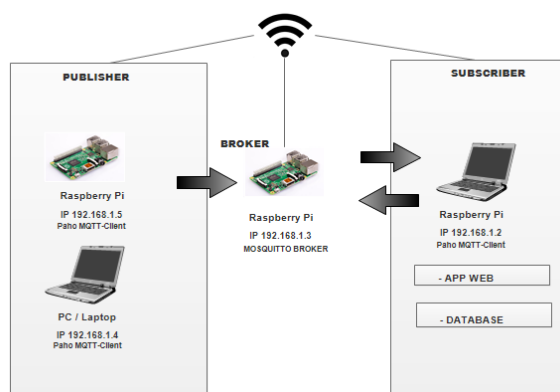 PUBLISHER
Raspberry Pi
IP 192.168.1.5
Paho MQTT-Client
PC / Laptop
IP 192.168.1.4
Paho MQTT-Client
BROKER
Raspberry Pi
IP 192.168.1.3
MOSQUITTO BROKER
SUBSCRIBER
Raspberry Pi
IP 192.168.1.2
Paho MQTT-Client
- APP WEB
- DATABASE